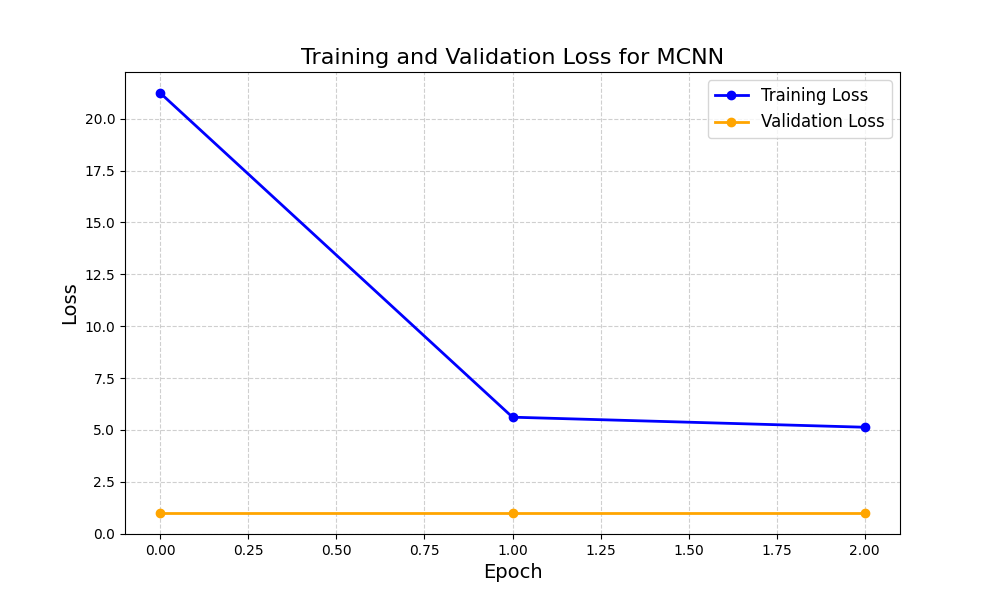 Training and Validation Loss for MCNN
Training Loss
Validation Loss
Loss
20.0
17.5
15.0
12.5
10.0
7.5
5.0
2.5
0.0
0.00 0.25 0.50 0.75 1.00 1.25 1.50 1.75 2.00
Epoch